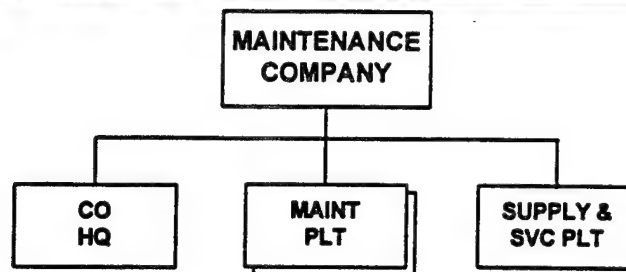 MAINTENANCE
COMPANY
CO
HQ
MAINT
PLT
SUPPLY &
SVC PLT